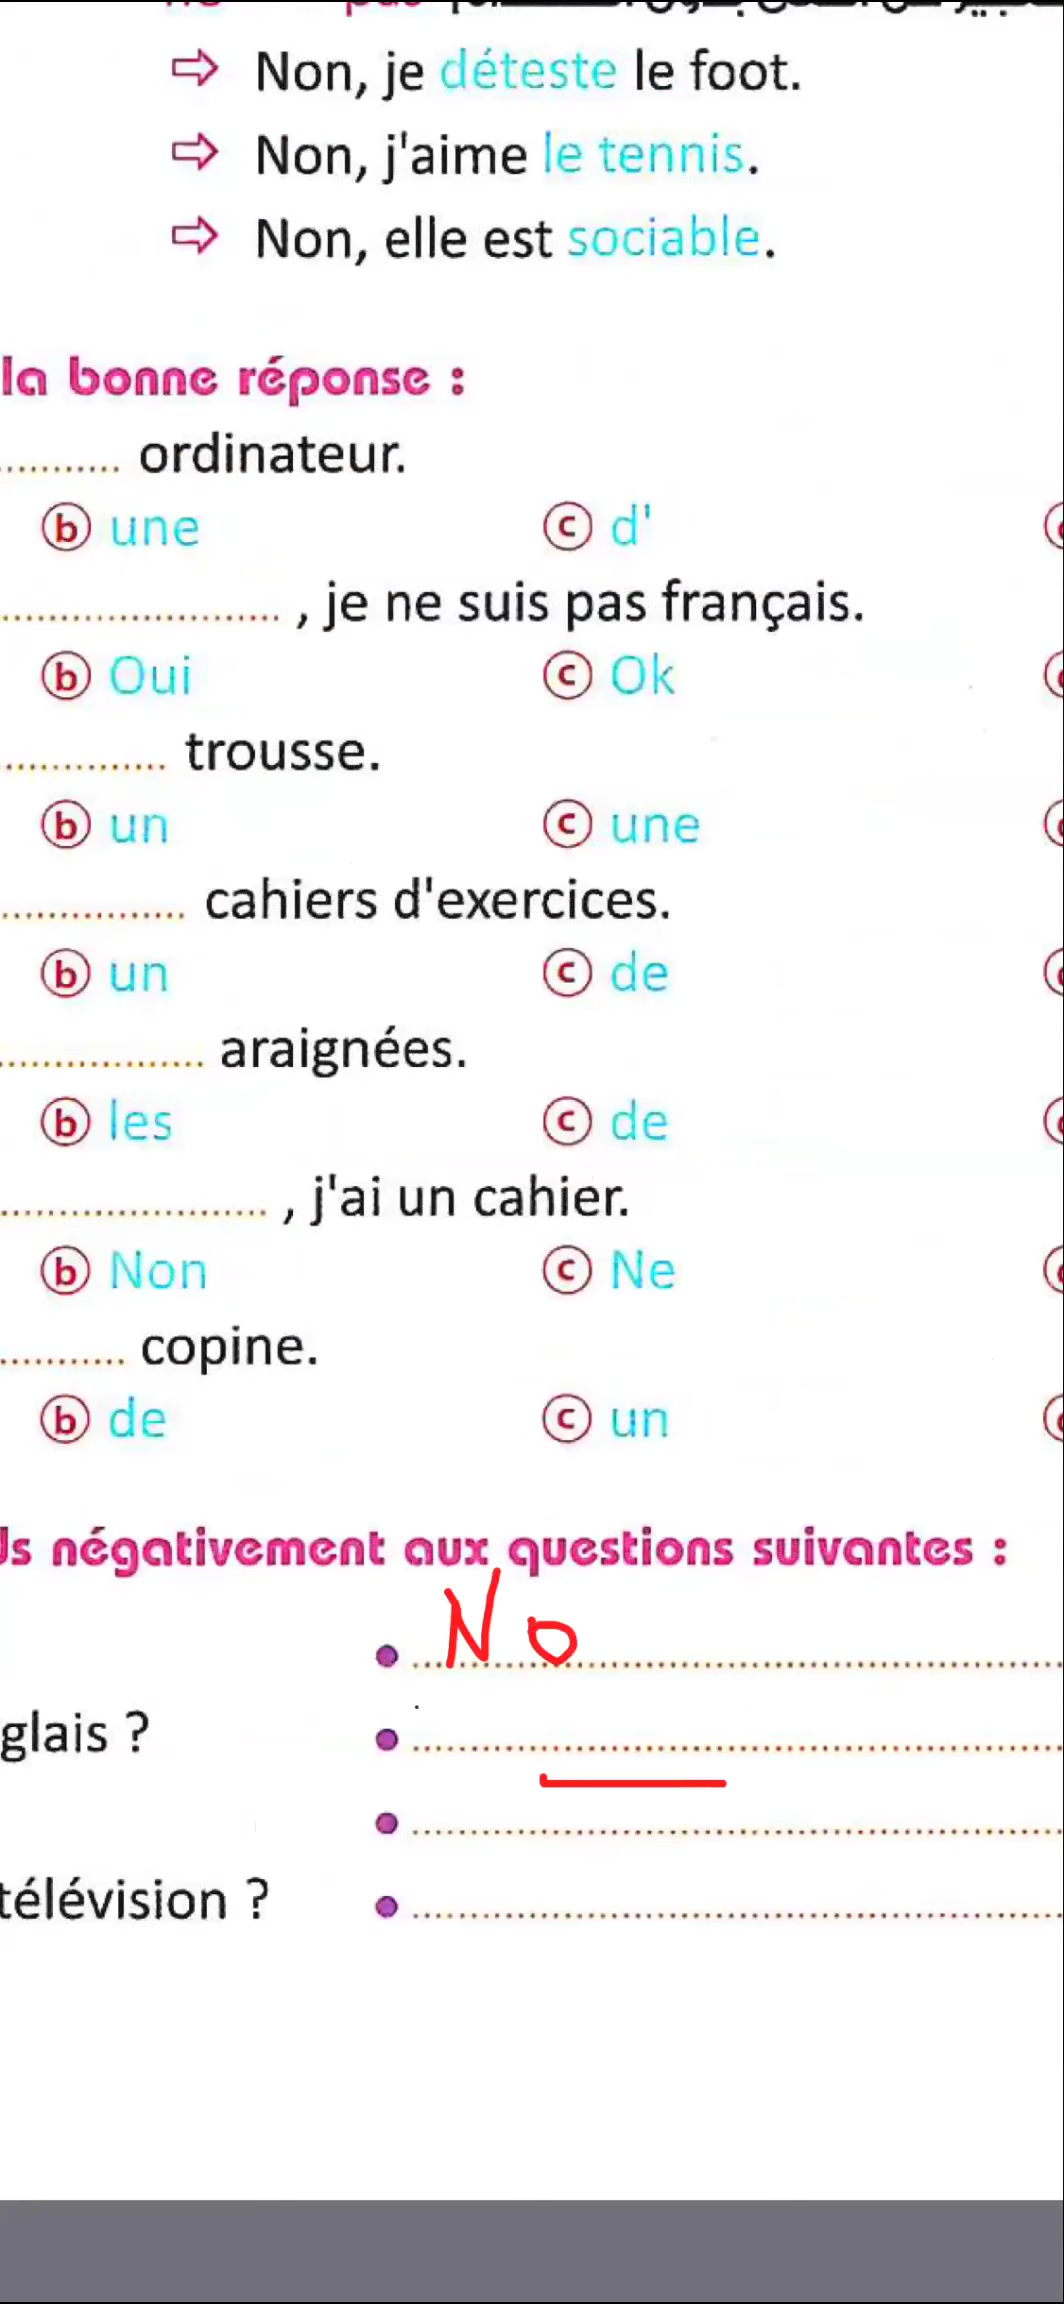 ⇨ Non, je déteste le foot.
⇨ Non, j'aime le tennis.
⇨ Non, elle est sociable.
la bonne réponse :
........... ordinateur.
b une c d'
......................... , je ne suis pas français.
b Oui c Ok
............... trousse.
b un c une
................. cahiers d'exercices.
b un c de
................... araignées.
b les c de
........................ , j'ai un cahier.
b Non c Ne
............ copine.
b de c un
ds négativement aux questions suivantes :
• No
glais ? •
•
télévision ? •